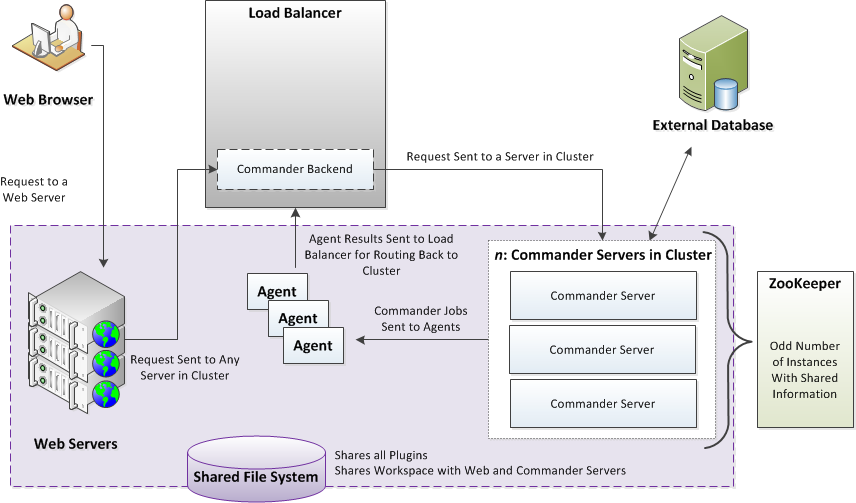 Load Balancer
Web Browser
External Database
Commander Backend
Request Sent to a Server in Cluster
Request to a
Web Server
Agent Results Sent to Load
Balancer for Routing Back to
Cluster
n: Commander Servers in Cluster
ZooKeeper
Agent
Agent
Agent
Commander Jobs
Sent to Agents
Commander Server
Commander Server
Commander Server
Odd Number
of Instances
With Shared
Information
Request Sent to Any
Server in Cluster
Web Servers
Shared File System
Shares all Plugins
Shares Workspace with Web and Commander Servers